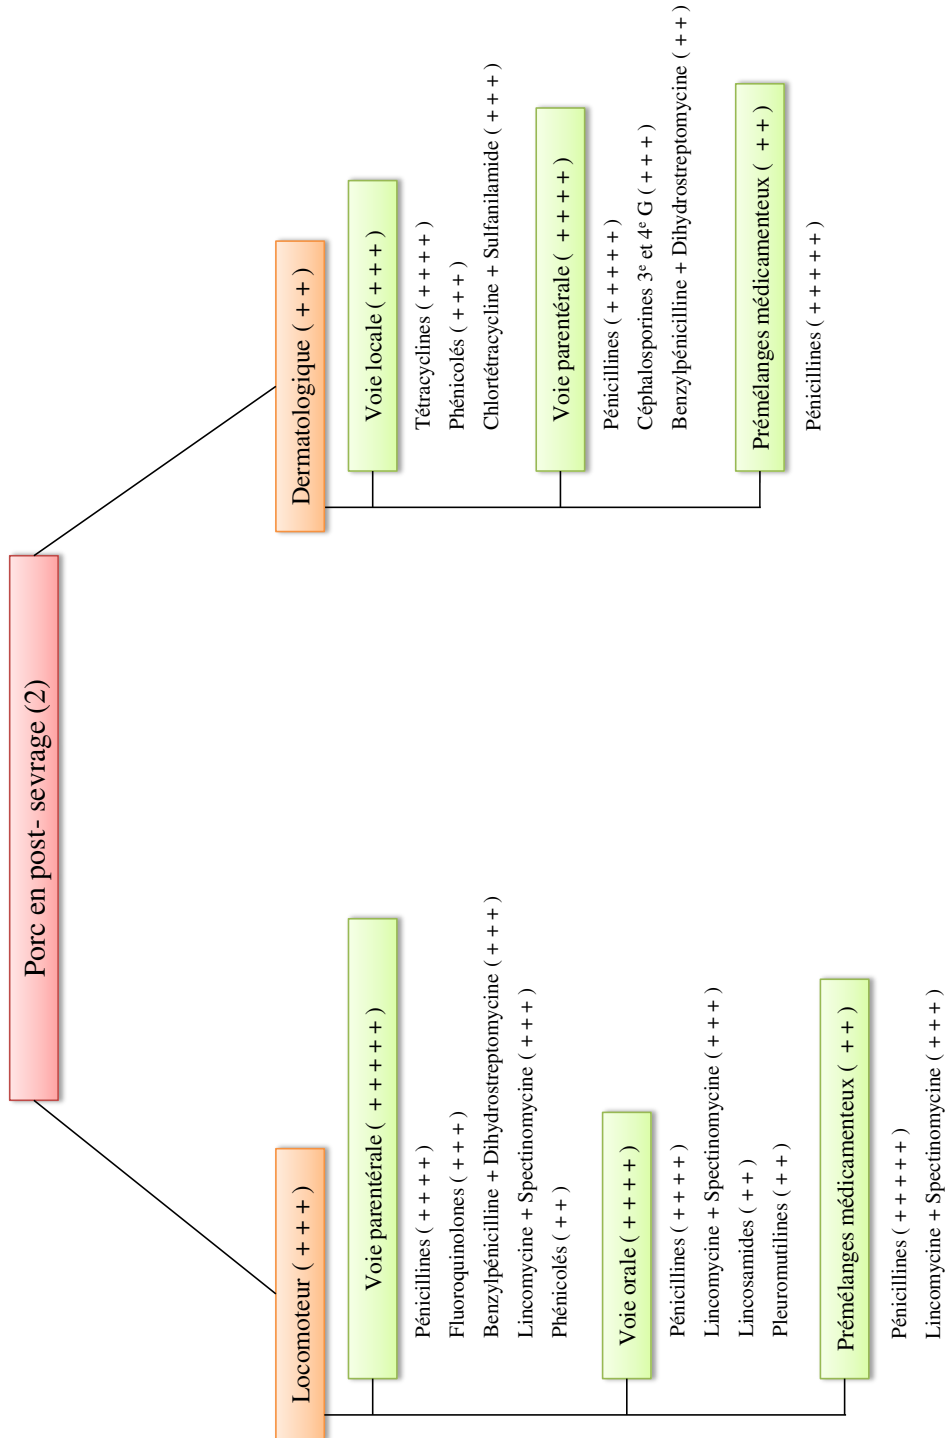 Porc en post- sevrage (2)
Locomoteur ( + + + )
Voie parentérale ( + + + + + )
Pénicillines ( + + + + )
Fluoroquinolones ( + + + )
Benzylpénicilline + Dihydrostreptomycine ( + + + )
Lincomycine + Spectinomycine ( + + + )
Phénicolés ( + + )
Voie orale ( + + + + )
Pénicillines ( + + + + )
Lincomycine + Spectinomycine ( + + + )
Lincosamides ( + + )
Pleuromutilines ( + + )
Prémélanges médicamenteux ( + + )
Pénicillines ( + + + + + )
Lincomycine + Spectinomycine ( + + + )
Dermatologique ( + + )
Voie locale ( + + + )
Tétracyclines ( + + + + )
Phénicolés ( + + + )
Chlortétracycline + Sulfanilamide ( + + + )
Voie parentérale ( + + + + )
Pénicillines ( + + + + + )
Céphalosporines 3e et 4e G ( + + + )
Benzylpénicilline + Dihydrostreptomycine ( + + )
Prémélanges médicamenteux ( + + )
Pénicillines ( + + + + + )